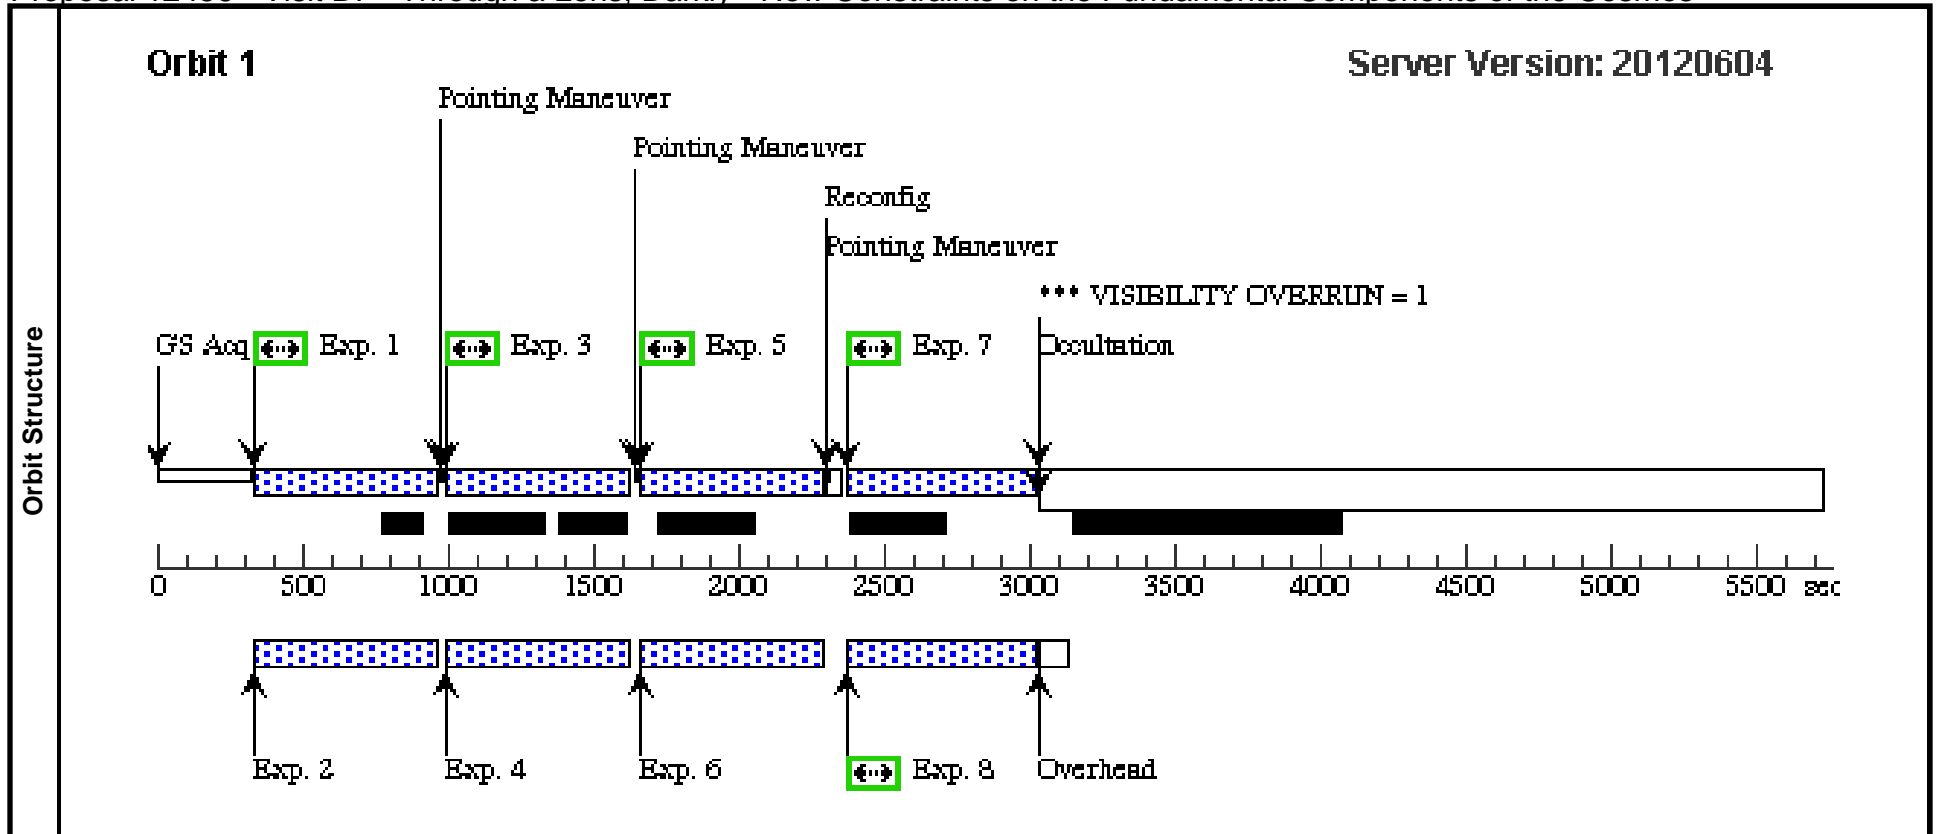 Orbit 1
Server Version: 20120604
Pointing Maneuver
Pointing Maneuver
Reconfig
Pointing Maneuver
*** VISIBILITY OVERRUN = 1
GS Acq Exp. 1 Exp. 3 Exp. 5 Exp. 7 Occultation
Orbit Structure
0 500 1000 1500 2000 2500 3000 3500 4000 4500 5000 5500 sec
Exp. 2 Exp. 4 Exp. 6 Exp. 8 Overhead